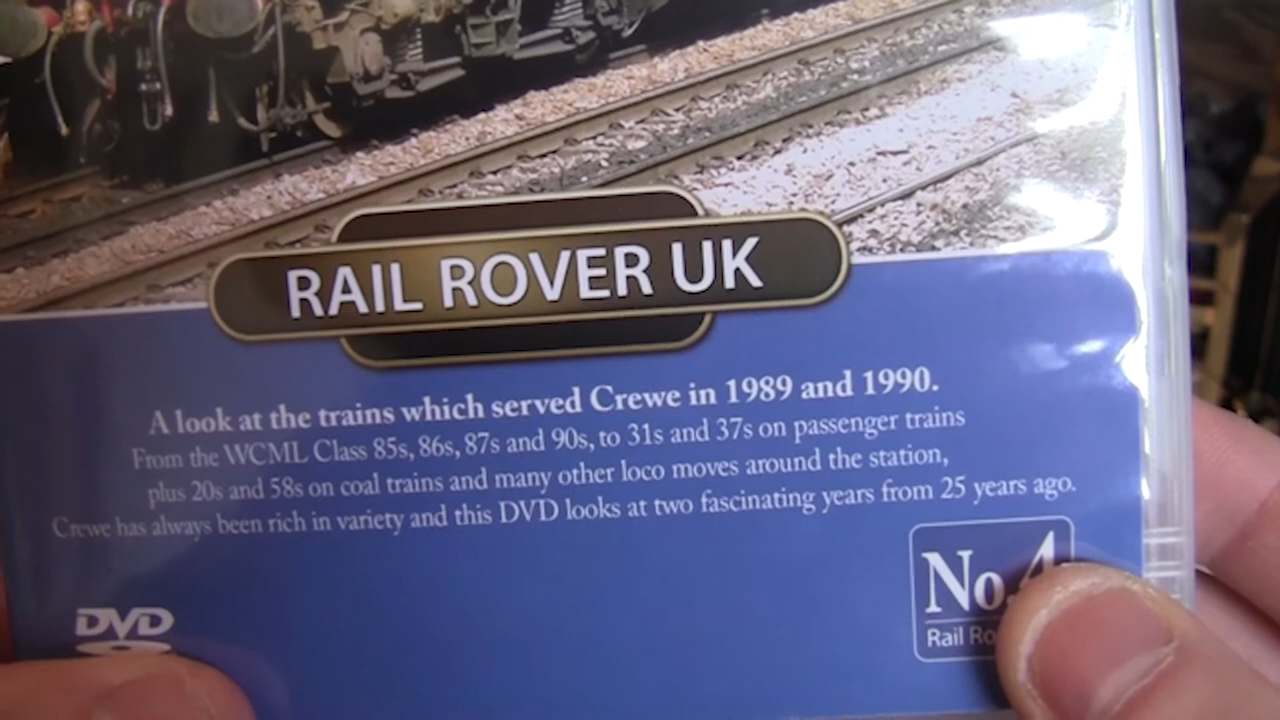 RAIL ROVER UK
A look at the trains which served Crewe in 1989 and 1990.
From the WCML Class 85s, 86s, 87s and 90s, to 31s and 37s on passenger trains
plus 20s and 58s on coal trains and many other loco moves around the station,
Crewe has always been rich in variety and this DVD looks at two fascinating years from 25 years ago.
No.4
Rail
DVD